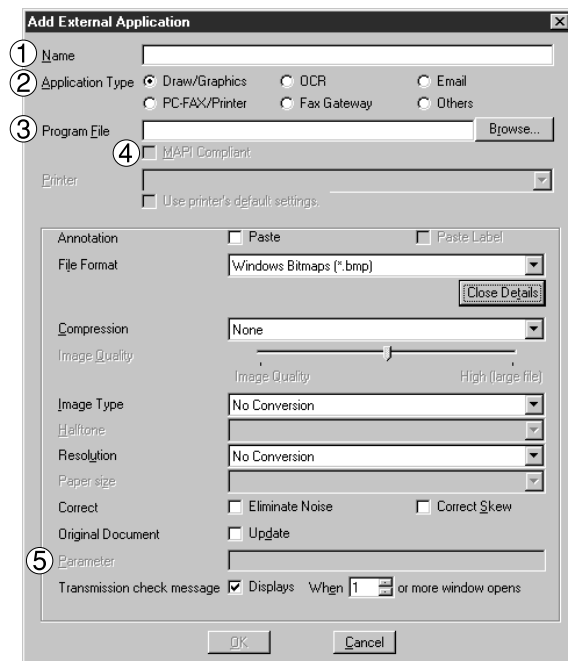 Add External Application
① Name
② Application Type Draw/Graphics OCR Email
PC-FAX/Printer Fax Gateway Others
③ Program File Browse...
④ MAPI Compliant
Printer
Use printer's default settings.
Annotation Paste Paste Label
File Format Windows Bitmaps (*.bmp)
Close Details
Compression None
Image Quality
Image Quality High (large file)
Image Type No Conversion
Halftone
Resolution No Conversion
Paper size
Correct Eliminate Noise Correct Skew
Original Document Update
⑤ Parameter
Transmission check message Displays When 1 or more window opens
OK Cancel